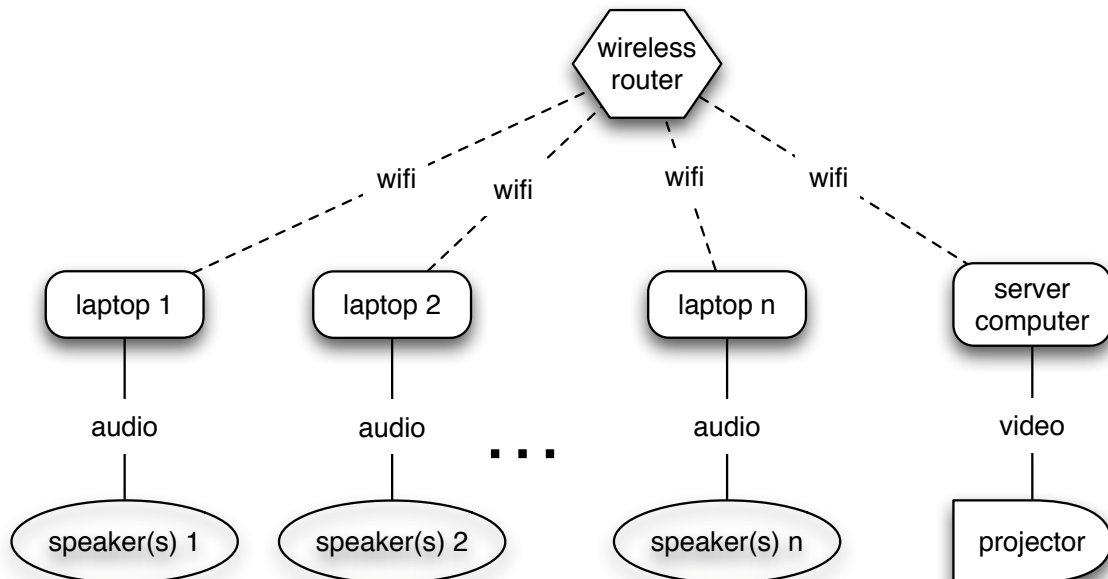 wireless
router
wifi
wifi
wifi
wifi
laptop 1
laptop 2
laptop n
server
computer
audio
audio
audio
video
...
speaker(s) 1
speaker(s) 2
speaker(s) n
projector